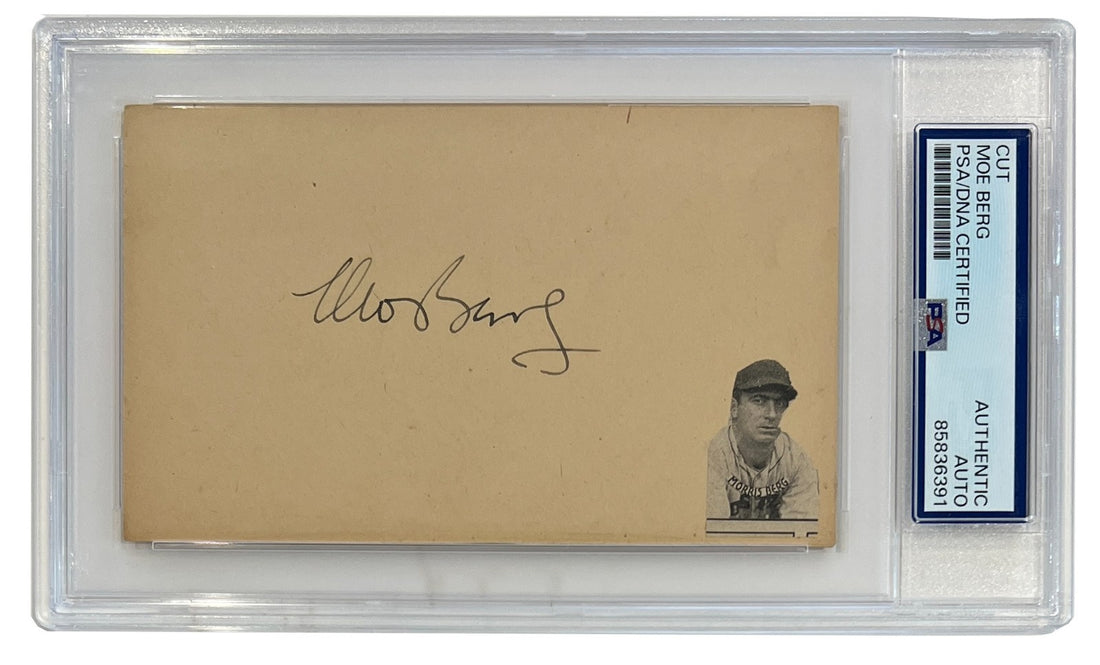 Moe Berg
MORRIS BERG
CUT
MOE BERG
PSA/DNA CERTIFIED
PSA
AUTHENTIC
AUTO
85836391